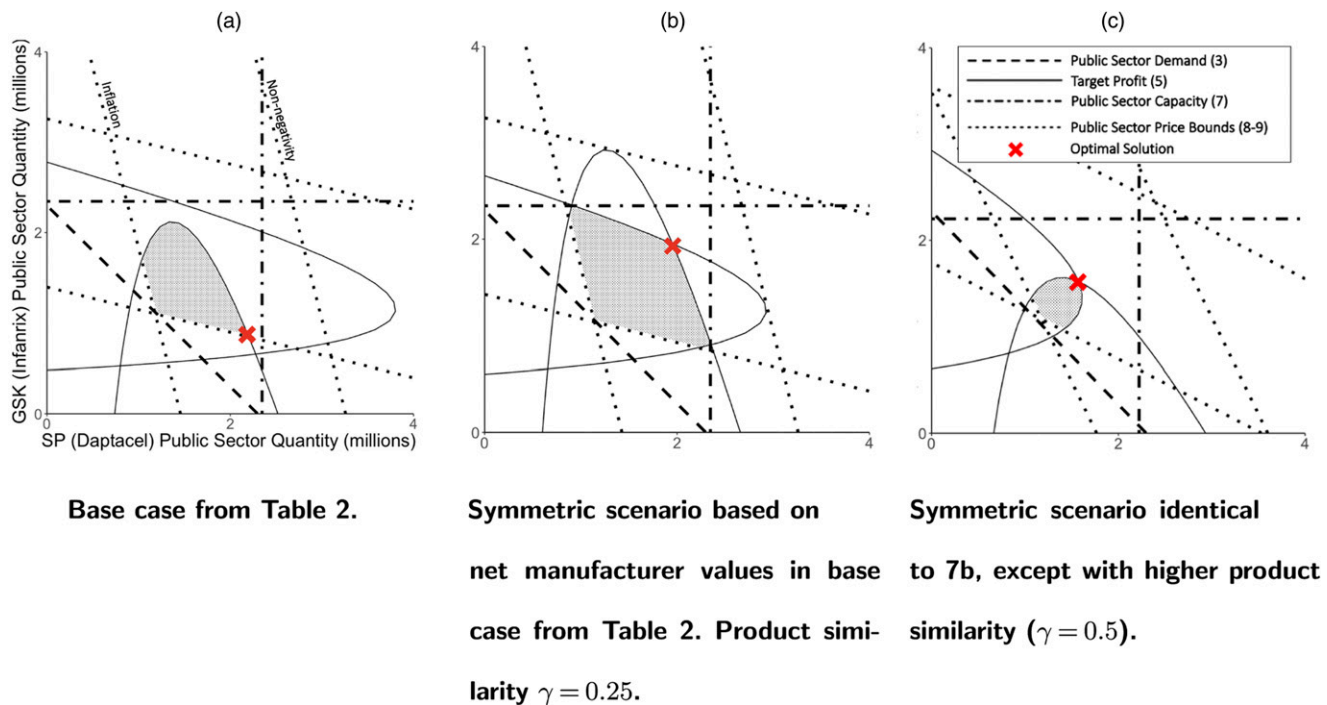 (a)
(b)
(c)
GSK (Infanrix) Public Sector Quantity (millions)
4
2
0
Inflation
Non-negativity
0
2
4
SP (Daptacel) Public Sector Quantity (millions)
4
2
0
0
2
4
4
2
0
0
2
4
Public Sector Demand (3)
Target Profit (5)
Public Sector Capacity (7)
Public Sector Price Bounds (8-9)
Optimal Solution
Base case from Table 2.
Symmetric scenario based on
net manufacturer values in base
case from Table 2. Product simi-
larity γ = 0.25.
Symmetric scenario identical
to 7b, except with higher product
similarity (γ = 0.5).